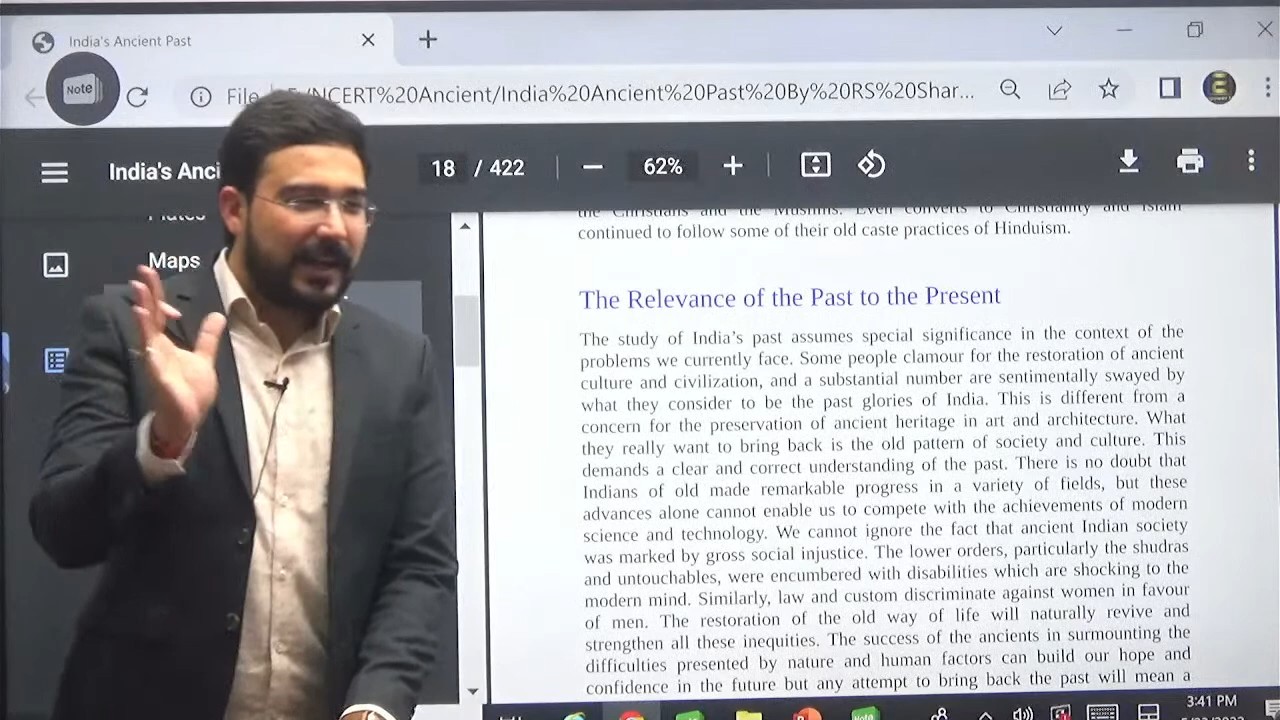 India's Ancient Past
Note
File
NCERT%20Ancient/India%20Ancient%20Past%20By%20RS%20Shar...
India's Anci
18 / 422
62%
Plates
Maps
the Christians and the Muslims. Even converts to Christianity and Islam
continued to follow some of their old caste practices of Hinduism.
The Relevance of the Past to the Present
The study of India's past assumes special significance in the context of the
problems we currently face. Some people clamour for the restoration of ancient
culture and civilization, and a substantial number are sentimentally swayed by
what they consider to be the past glories of India. This is different from a
concern for the preservation of ancient heritage in art and architecture. What
they really want to bring back is the old pattern of society and culture. This
demands a clear and correct understanding of the past. There is no doubt that
Indians of old made remarkable progress in a variety of fields, but these
advances alone cannot enable us to compete with the achievements of modern
science and technology. We cannot ignore the fact that ancient Indian society
was marked by gross social injustice. The lower orders, particularly the shudras
and untouchables, were encumbered with disabilities which are shocking to the
modern mind. Similarly, law and custom discriminate against women in favour
of men. The restoration of the old way of life will naturally revive and
strengthen all these inequities. The success of the ancients in surmounting the
difficulties presented by nature and human factors can build our hope and
confidence in the future but any attempt to bring back the past will mean a
3:41 PM